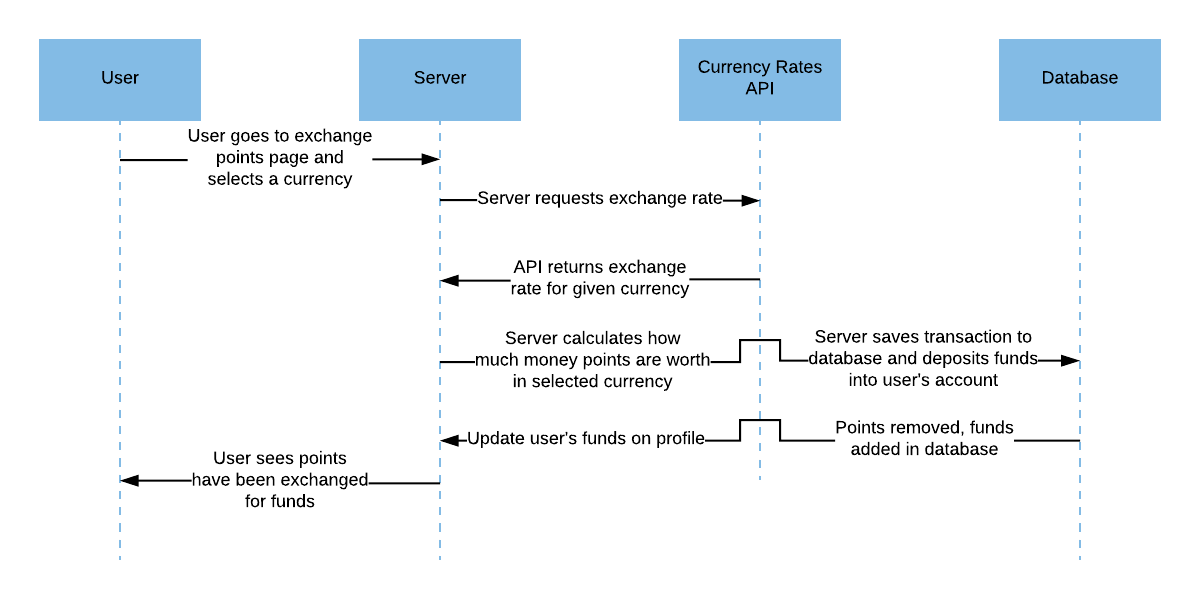 User
Server
Currency Rates
API
Database
User goes to exchange
points page and
selects a currency
Server requests exchange rate
API returns exchange
rate for given currency
Server calculates how
much money points are worth
in selected currency
Server saves transaction to
database and deposits funds
into user's account
Update user's funds on profile
Points removed, funds
added in database
User sees points
have been exchanged
for funds